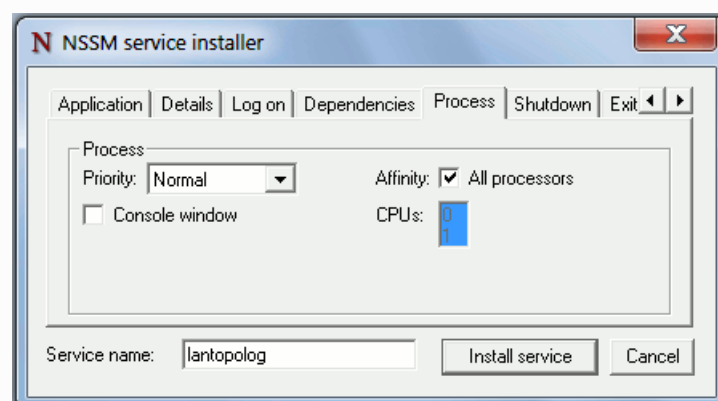 N NSSM service installer
Application Details Log on Dependencies Process Shutdown Exit
Process
Priority: Normal Affinity: All processors
Console window CPUs: 0
1
Service name: lantopolog Install service Cancel